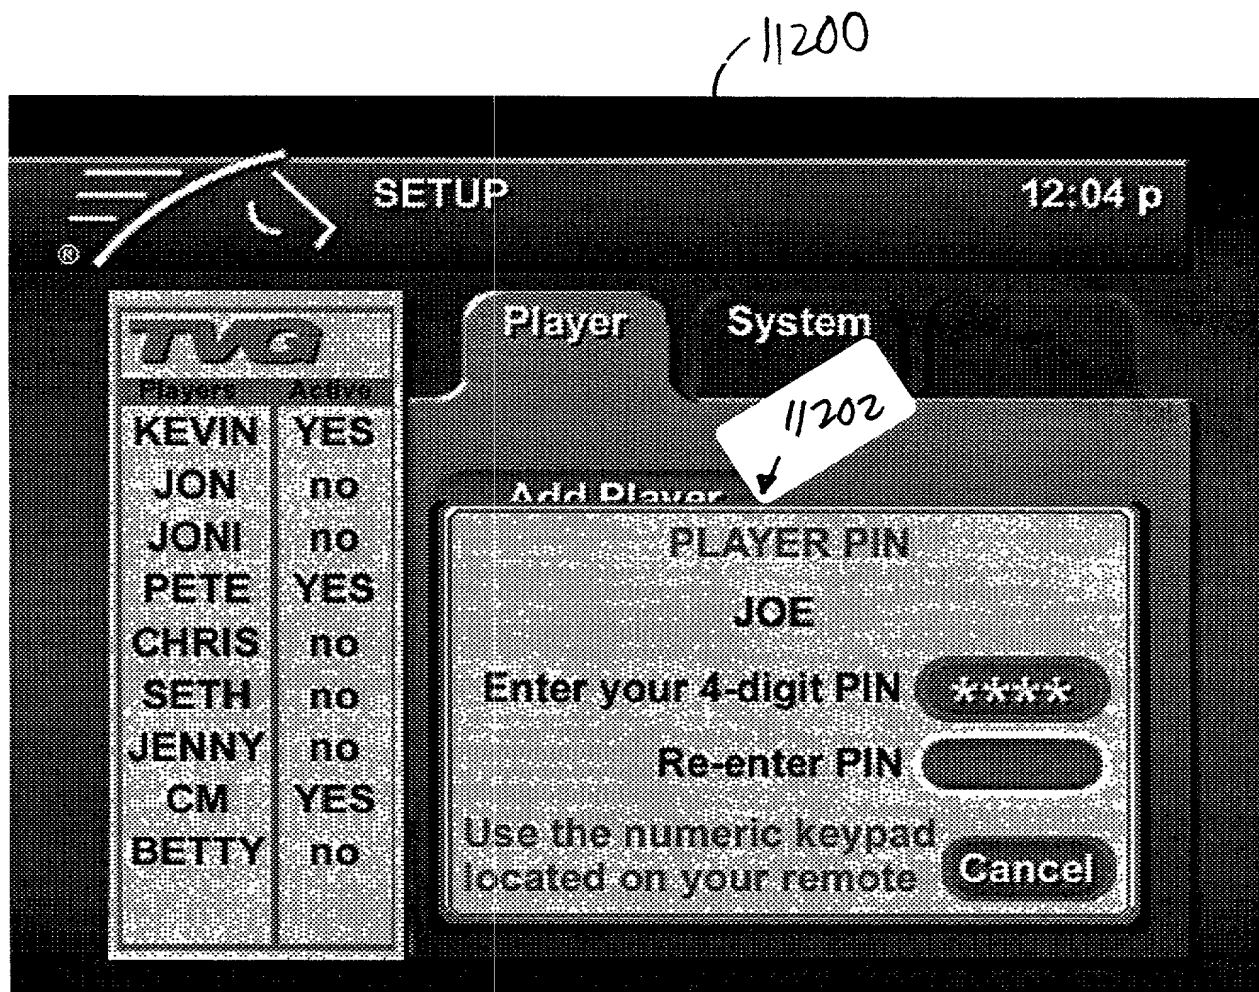 11200
SETUP 12:04 p
®
TVG
Players Active
KEVIN YES
JON no
JONI no
PETE YES
CHRIS no
SETH no
JENNY no
CM YES
BETTY no
Player System
11202
Add Player
PLAYER PIN
JOE
Enter your 4-digit PIN ****
Re-enter PIN
Use the numeric keypad
located on your remote
Cancel